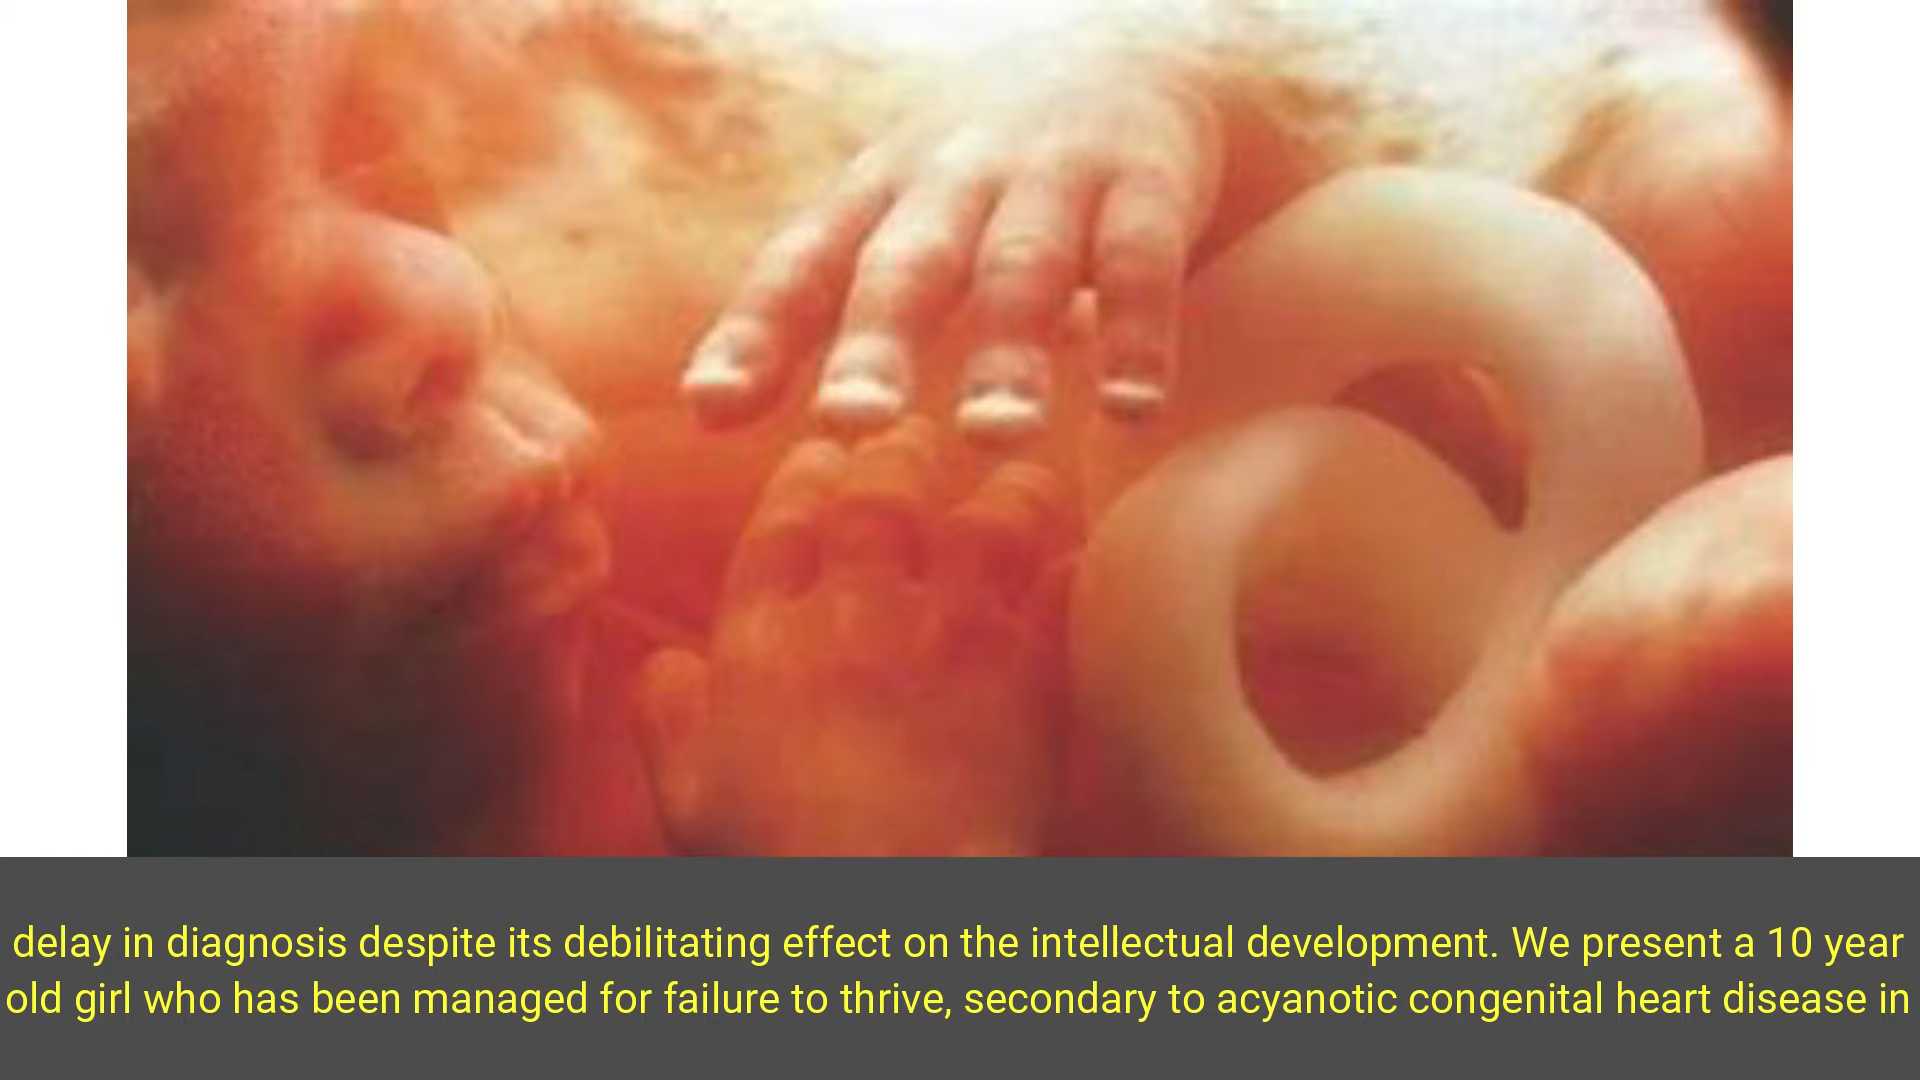 delay in diagnosis despite its debilitating effect on the intellectual development. We present a 10 year
old girl who has been managed for failure to thrive, secondary to acyanotic congenital heart disease in